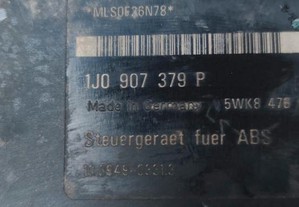 *MLS0636N78*
1J0 907 379 P
Made in Germany 5WK8 476
Steuergeraet fuer ABS